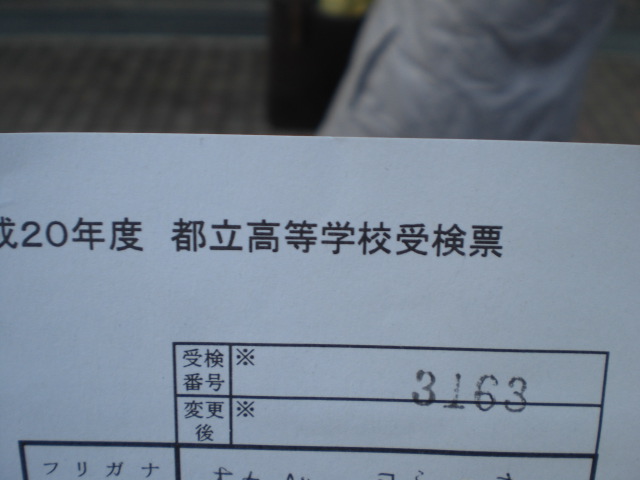 成20年度 都立高等学校受検票
受検番号 ※ 3163
変更後 ※
フリガナ